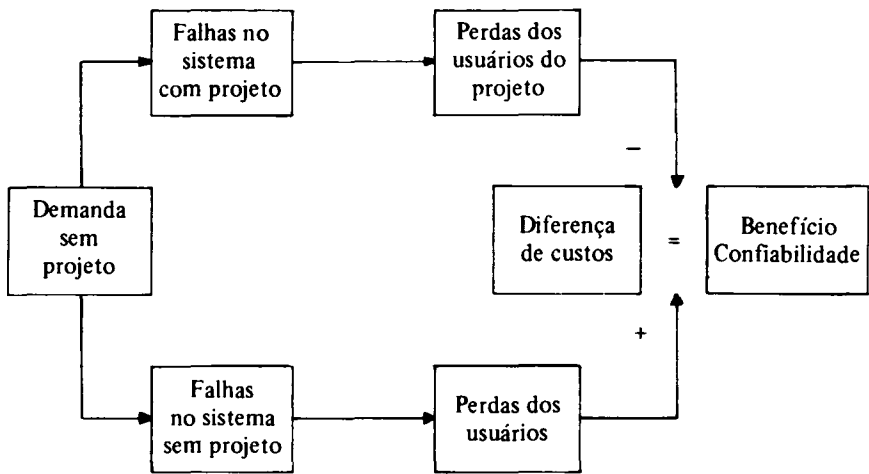 Falhas no
sistema
com projeto
Perdas dos
usuários do
projeto
−
Demanda
sem
projeto
Diferença
de custos
=
Benefício
Confiabilidade
+
Falhas
no sistema
sem projeto
Perdas dos
usuários